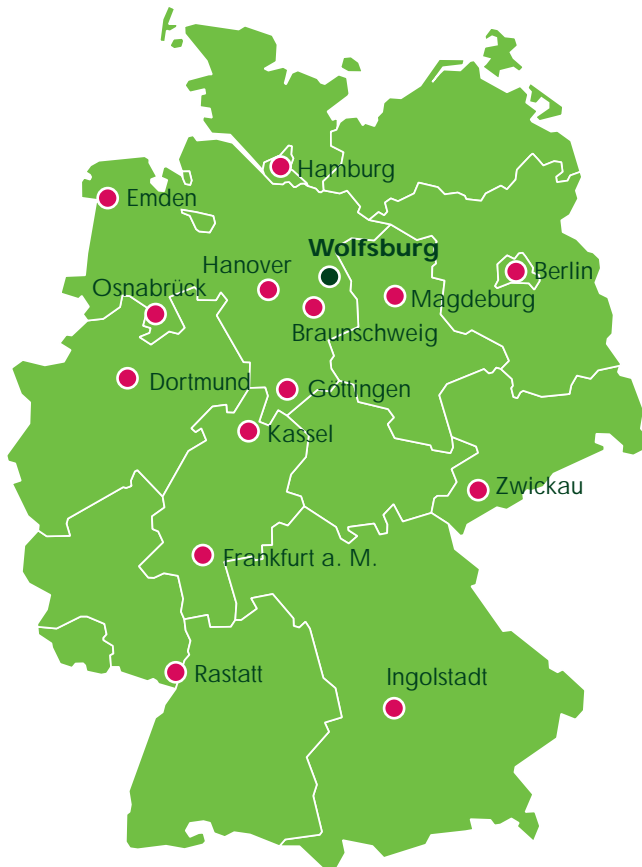 Hamburg
Emden
Wolfsburg
Hanover
Berlin
Osnabrück
Magdeburg
Braunschweig
Dortmund
Göttingen
Kassel
Zwickau
Frankfurt a. M.
Rastatt
Ingolstadt